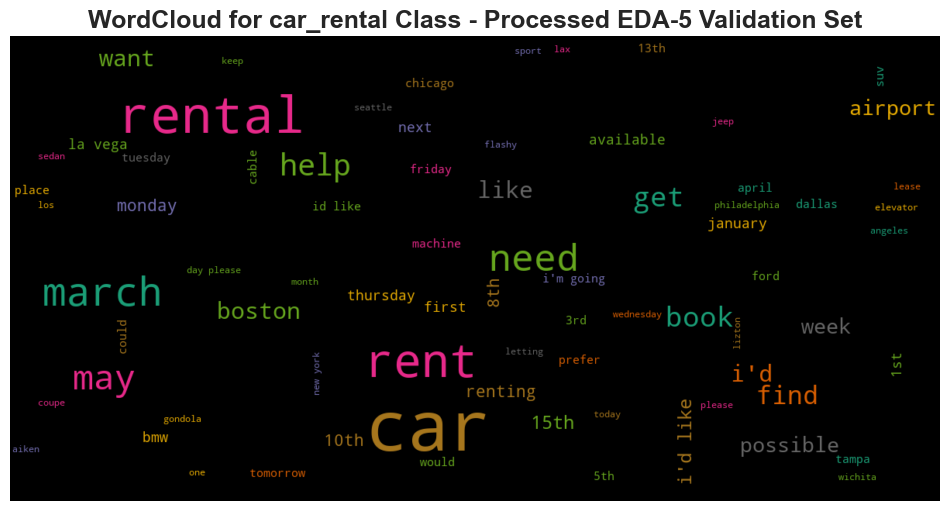 WordCloud for car_rental Class - Processed EDA-5 Validation Set
want
keep
sport
lax
13th
suv
chicago
seattle
airport
rental
next
jeep
la vega
flashy
available
sedan
tuesday
cable
help
friday
place
like
get
april
lease
los
monday
id like
philadelphia
dallas
elevator
january
angeles
machine
need
day please
month
i'm going
ford
march
thursday
8th
boston
first
3rd
wednesday
book
week
could
lizton
letting
new york
rent
prefer
1st
may
i'd
renting
find
coupe
please
gondola
car
15th
today
i'd like
bmw
10th
possible
aiken
would
tampa
one
tomorrow
5th
wichita